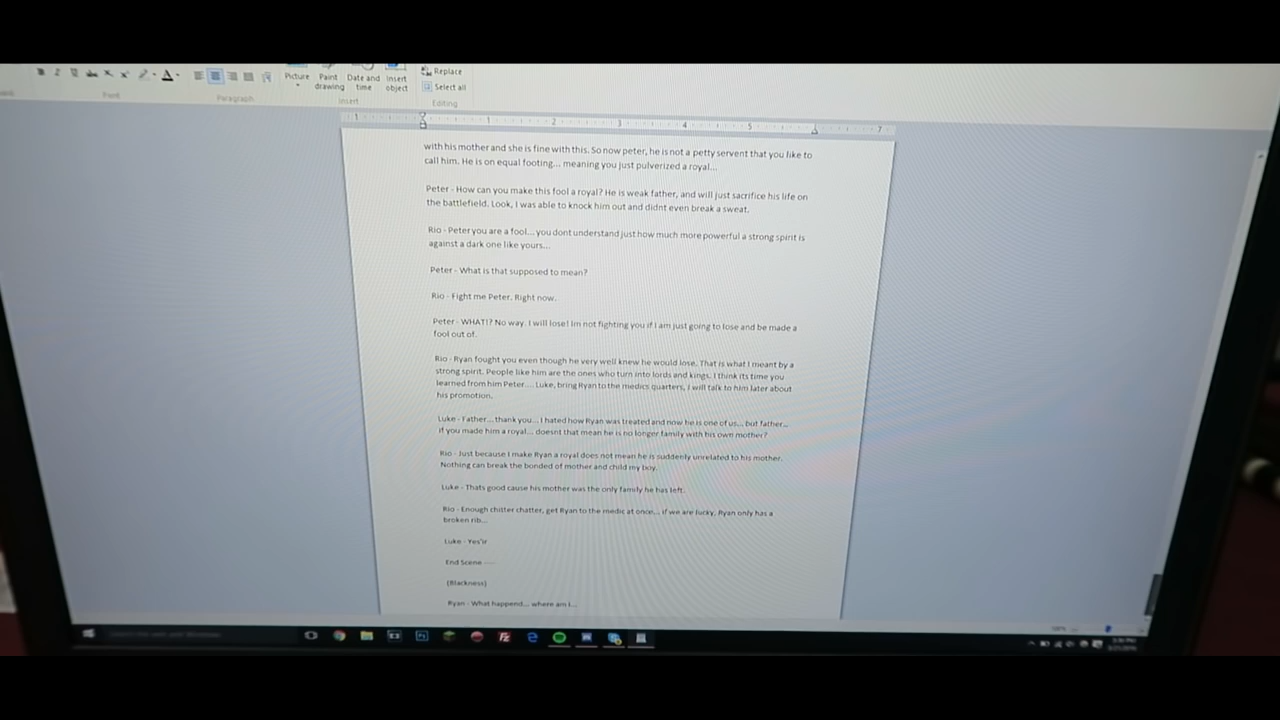 Picture
Paint drawing
Date and time
Insert object
Replace
Select all
Font
Paragraph
Insert
Editing
1 1 2 3 4 5 7
with his mother and she is fine with this. So now peter, he is not a petty servent that you like to
call him. He is on equal footing... meaning you just pulverized a royal...
Peter - How can you make this fool a royal? He is weak father, and will just sacrifice his life on
the battlefield. Look, I was able to knock him out and didnt even break a sweat.
Rio - Peter you are a fool... you dont understand just how much more powerful a strong spirit is
against a dark one like yours...
Peter - What is that supposed to mean?
Rio - Fight me Peter. Right now.
Peter - WHAT!? No way. I will lose! Im not fighting you if I am just going to lose and be made a
fool out of.
Rio - Ryan fought you even though he very well knew he would lose. That is what I meant by a
strong spirit. People like him are the ones who turn into lords and kings. I think its time you
learned from him Peter.... Luke, bring Ryan to the medics quarters, I will talk to him later about
his promotion.
Luke - Father... thank you... I hated how Ryan was treated and now he is one of us... but father...
if you made him a royal... doesnt that mean he is no longer family with his own mother?
Rio - Just because I make Ryan a royal does not mean he is suddenly unrelated to his mother.
Nothing can break the bonded of mother and child my boy.
Luke - Thats good cause his mother was the only family he has left.
Rio - Enough chitter chatter, get Ryan to the medic at once... if we are lucky, Ryan only has a
broken rib...
Luke - Yes'ir
End Scene ----
(Blackness)
Ryan - What happend... where am I...